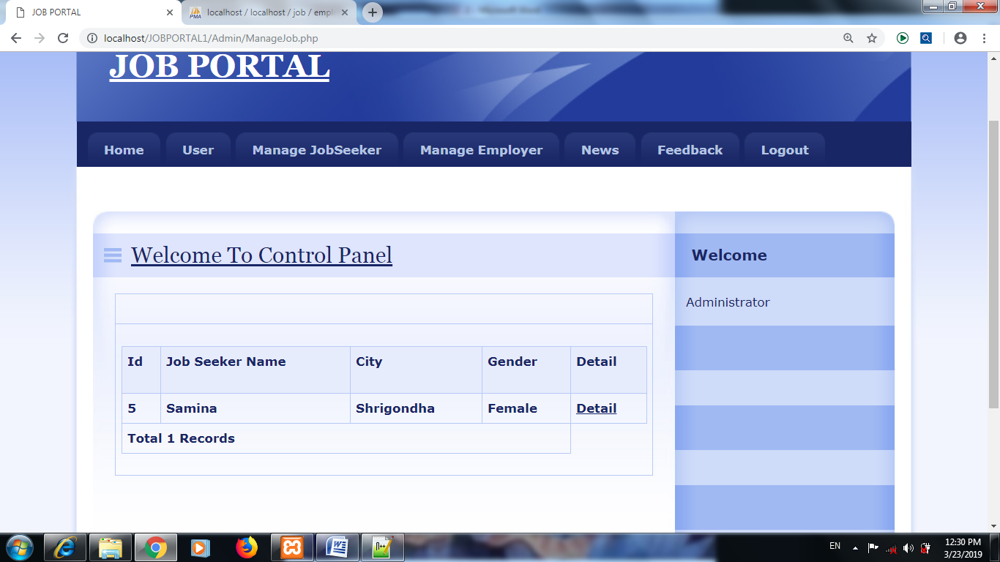 JOB PORTAL
localhost / localhost / job / empl
localhost/JOBPORTAL1/Admin/ManageJob.php
JOB PORTAL
Home User Manage JobSeeker Manage Employer News Feedback Logout
Welcome To Control Panel
Welcome
Administrator
Id Job Seeker Name City Gender Detail
5 Samina Shrigondha Female Detail
Total 1 Records
EN
12:30 PM
3/23/2019